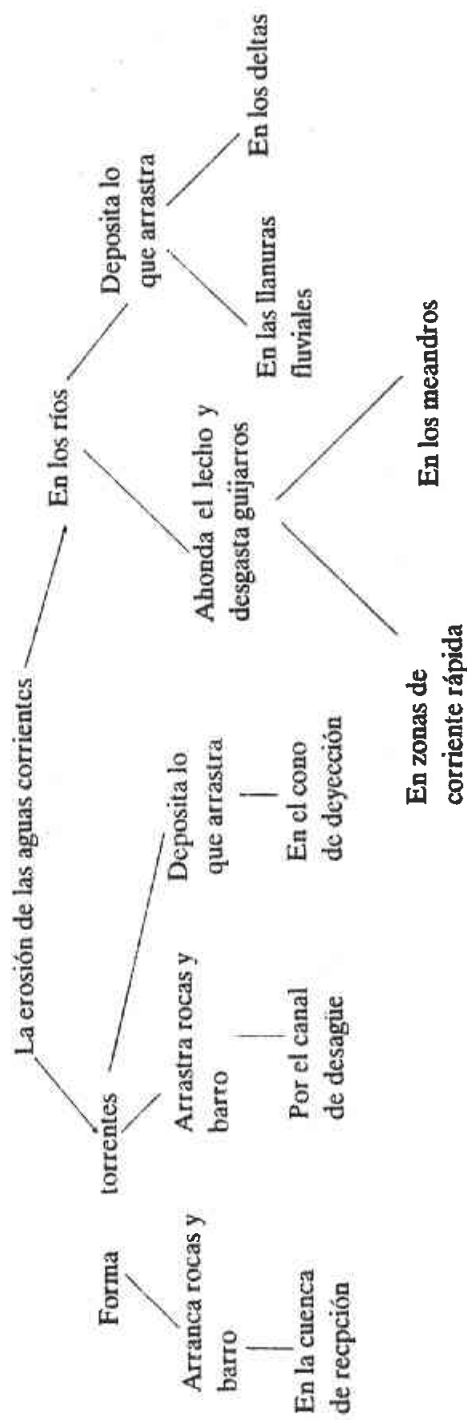 La erosión de las aguas corrientes
Forma
torrentes
En los ríos
Arranca rocas y
barro
Arrastra rocas y
barro
Deposita lo
que arrastra
Ahonda el lecho y
desgasta guijarros
Deposita lo
que arrastra
En la cuenca
de recpción
Por el canal
de desagüe
En el cono
de deyección
En las llanuras
fluviales
En los deltas
En zonas de
corriente rápida
En los meandros